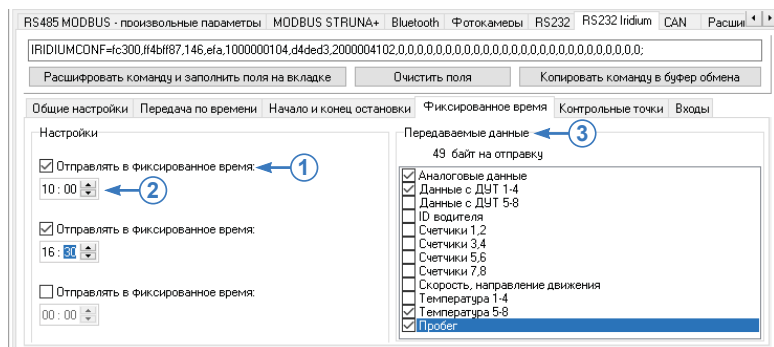 RS485 MODBUS - произвольные параметры MODBUS STRUNA+ Bluetooth Фотокамеры RS232 RS232 Iridium CAN Расши
IRIDIUMCONF=fc300,ff4bff87,146,efa,1000000104,d4ded3,2000004102,0,0,0,0,0,0,0,0,0,0,0,0,0,0,0,0,0,0,0,0,0,0,0,0,0;
Расшифровать команду и заполнить поля на вкладке Очистить поля Копировать команду в буфер обмена
Общие настройки Передача по времени Начало и конец остановки Фиксированное время Контрольные точки Входы
Настройки
Отправлять в фиксированное время: 1
10 : 00 2
Отправлять в фиксированное время:
16 : 30
Отправлять в фиксированное время:
00 : 00
Передаваемые данные 3
49 байт на отправку
Аналоговые данные
Данные с ДУТ 1-4
Данные с ДУТ 5-8
ID водителя
Счетчики 1,2
Счетчики 3,4
Счетчики 5,6
Счетчики 7,8
Скорость, направление движения
Температура 1-4
Температура 5-8
Пробег